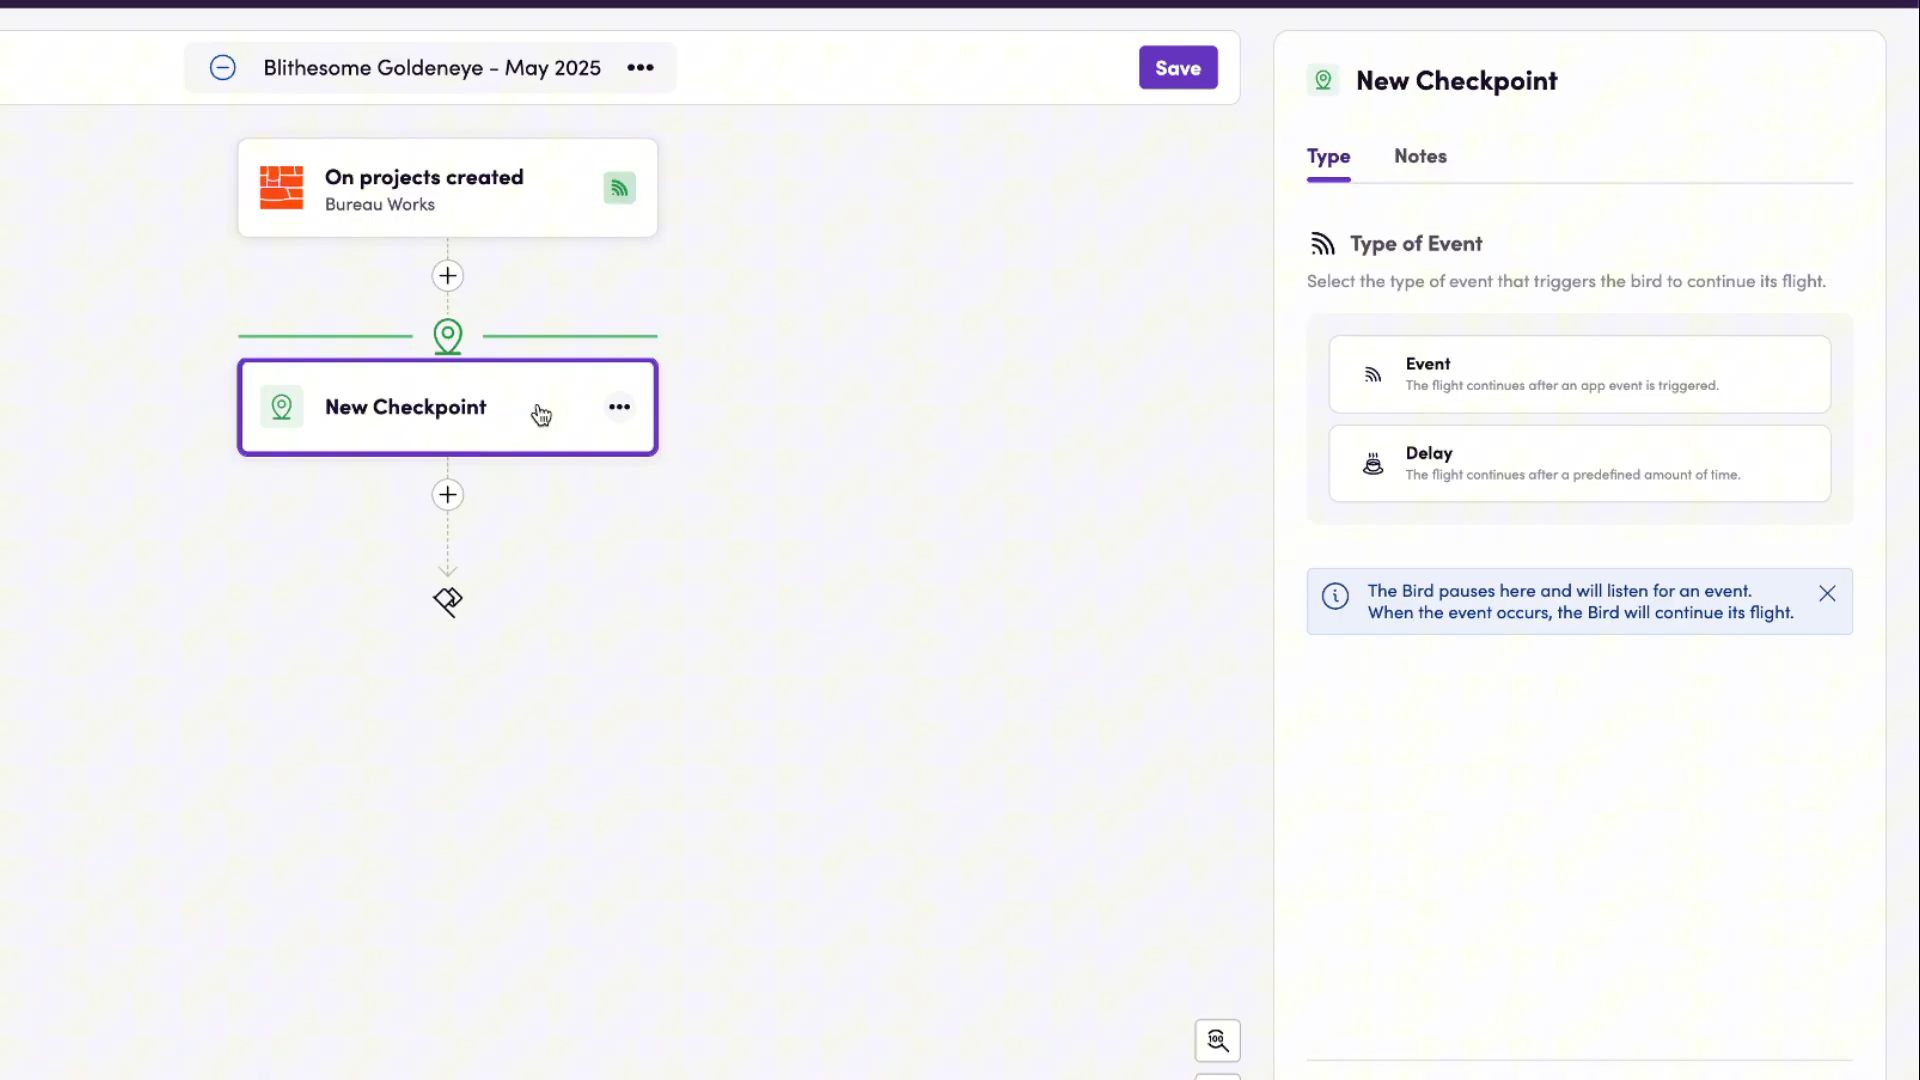 Blithesome Goldeneye - May 2025
Save
On projects created
Bureau Works
New Checkpoint
New Checkpoint
Type
Notes
Type of Event
Select the type of event that triggers the bird to continue its flight.
Event
The flight continues after an app event is triggered.
Delay
The flight continues after a predefined amount of time.
The Bird pauses here and will listen for an event.
When the event occurs, the Bird will continue its flight.
100